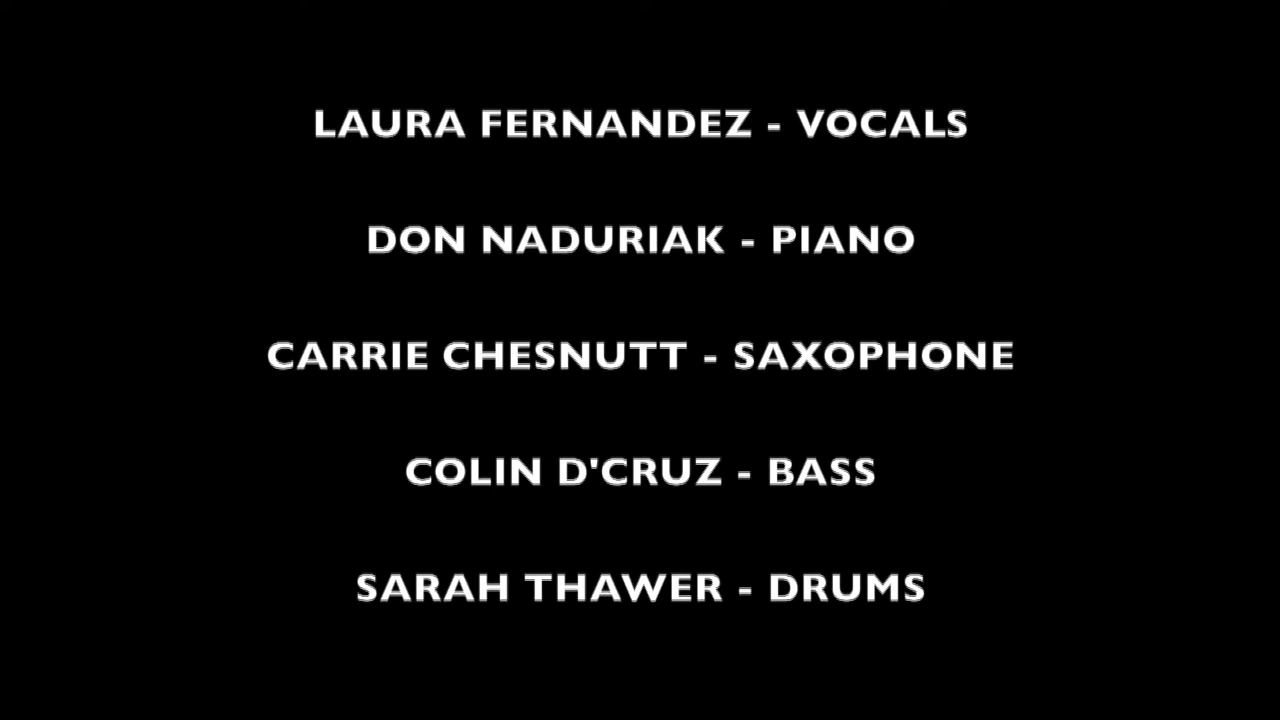 LAURA FERNANDEZ - VOCALS
DON NADURIAK - PIANO
CARRIE CHESNUTT - SAXOPHONE
COLIN D'CRUZ - BASS
SARAH THAWER - DRUMS